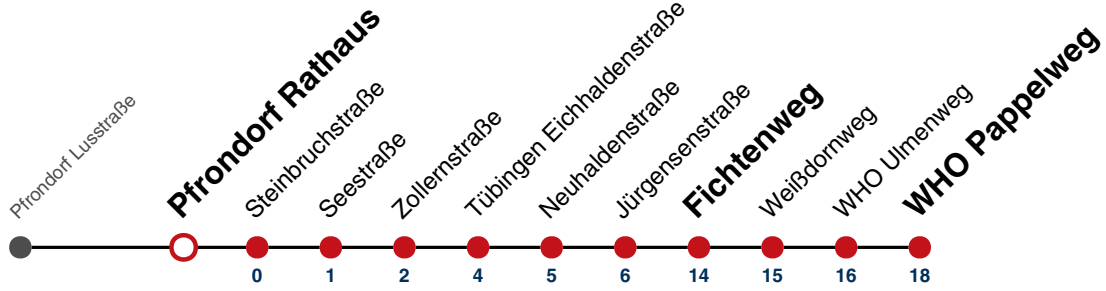 Pfrondorf Lusstraße
Pfrondorf Rathaus
Steinbruchstraße
Seestraße
Zollernstraße
Tübingen Eichhaldenstraße
Neuhaldenstraße
Jürgensenstraße
Fichtenweg
Weißdornweg
WHO Ulmenweg
WHO Pappelweg
0 1 2 4 5 6 14 15 16 18